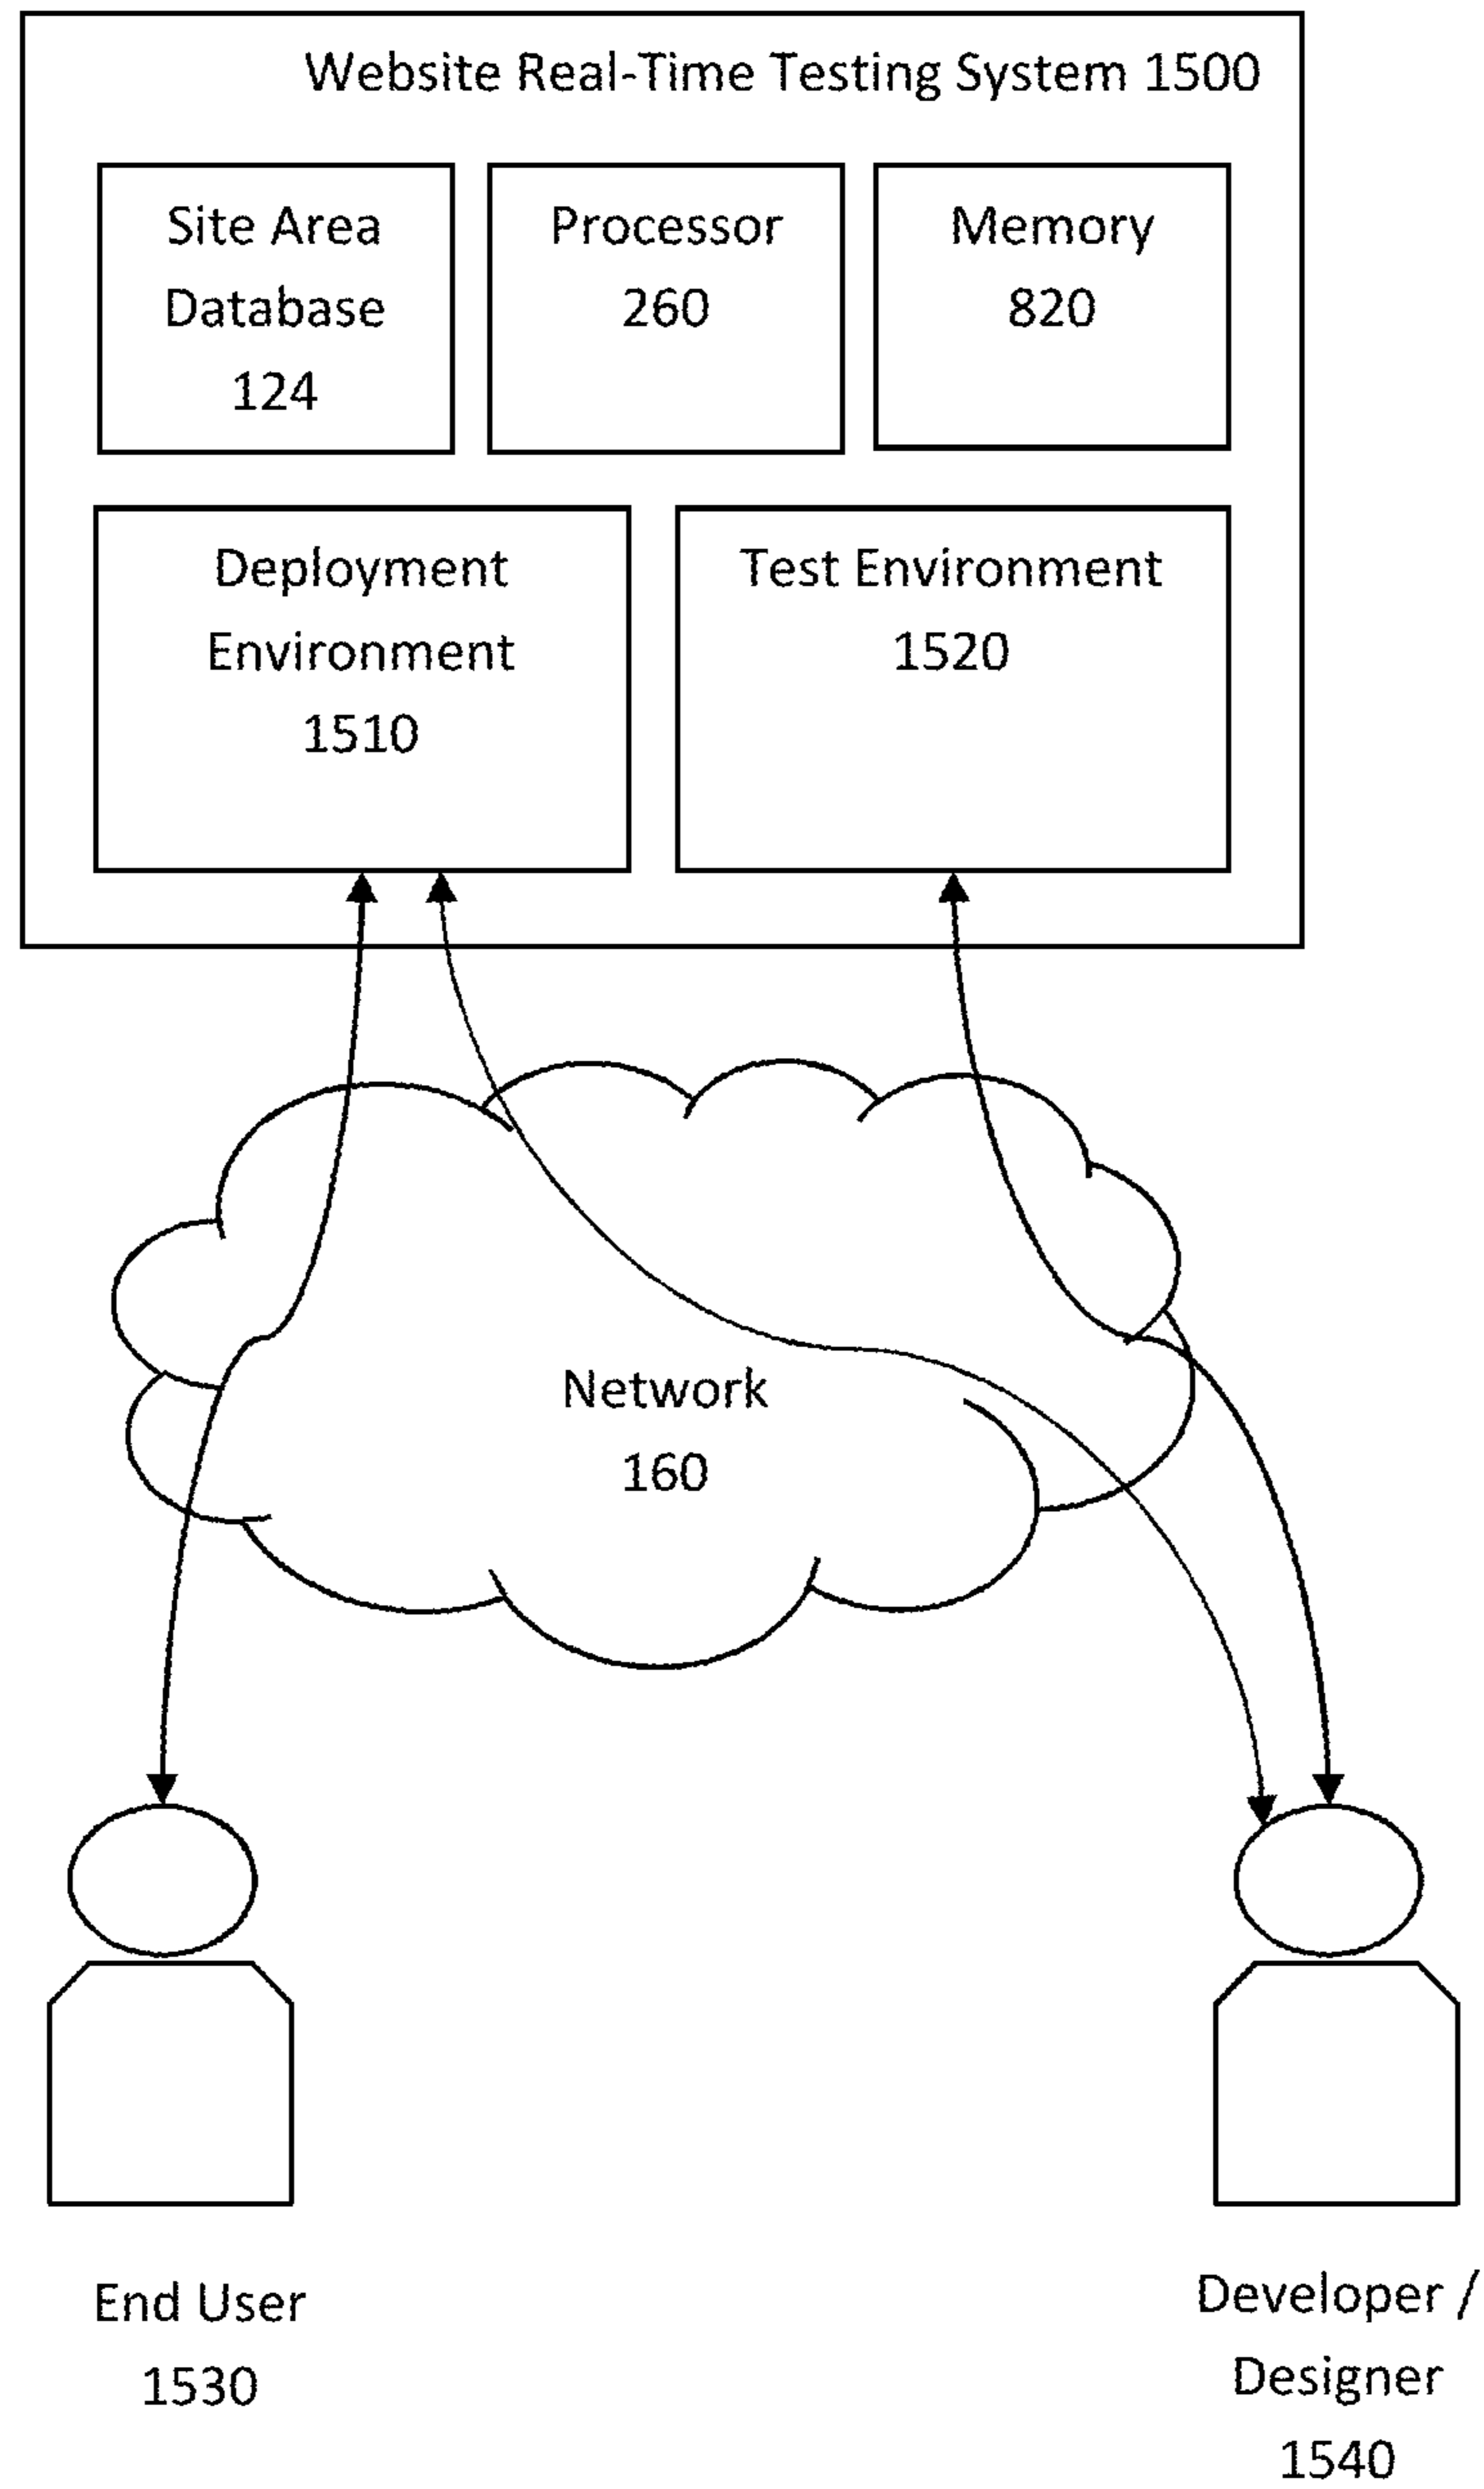 Website Real-Time Testing System 1500
Site Area
Database
124
Processor
260
Memory
820
Deployment
Environment
1510
Test Environment
1520
Network
160
End User
1530
Developer /
Designer
1540